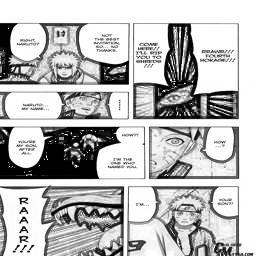 COME
HERE!!
I'LL
RIP YOU
TO
SHREDS
!!!
BRAWR!!!
FOURTH
HOKAGE!!!
NOT THE
BEST
INVITATION,
SO... NO
THANKS.
RIGHT,
NARUTO?
NARUTO...
MY NAME...
HOW
...?
HOW?!
I'M THE
ONE WHO
NAMED YOU.
YOU'RE
MY SON,
AFTER
ALL.
YOUR
SON?
I'M...
RAAAR!!!